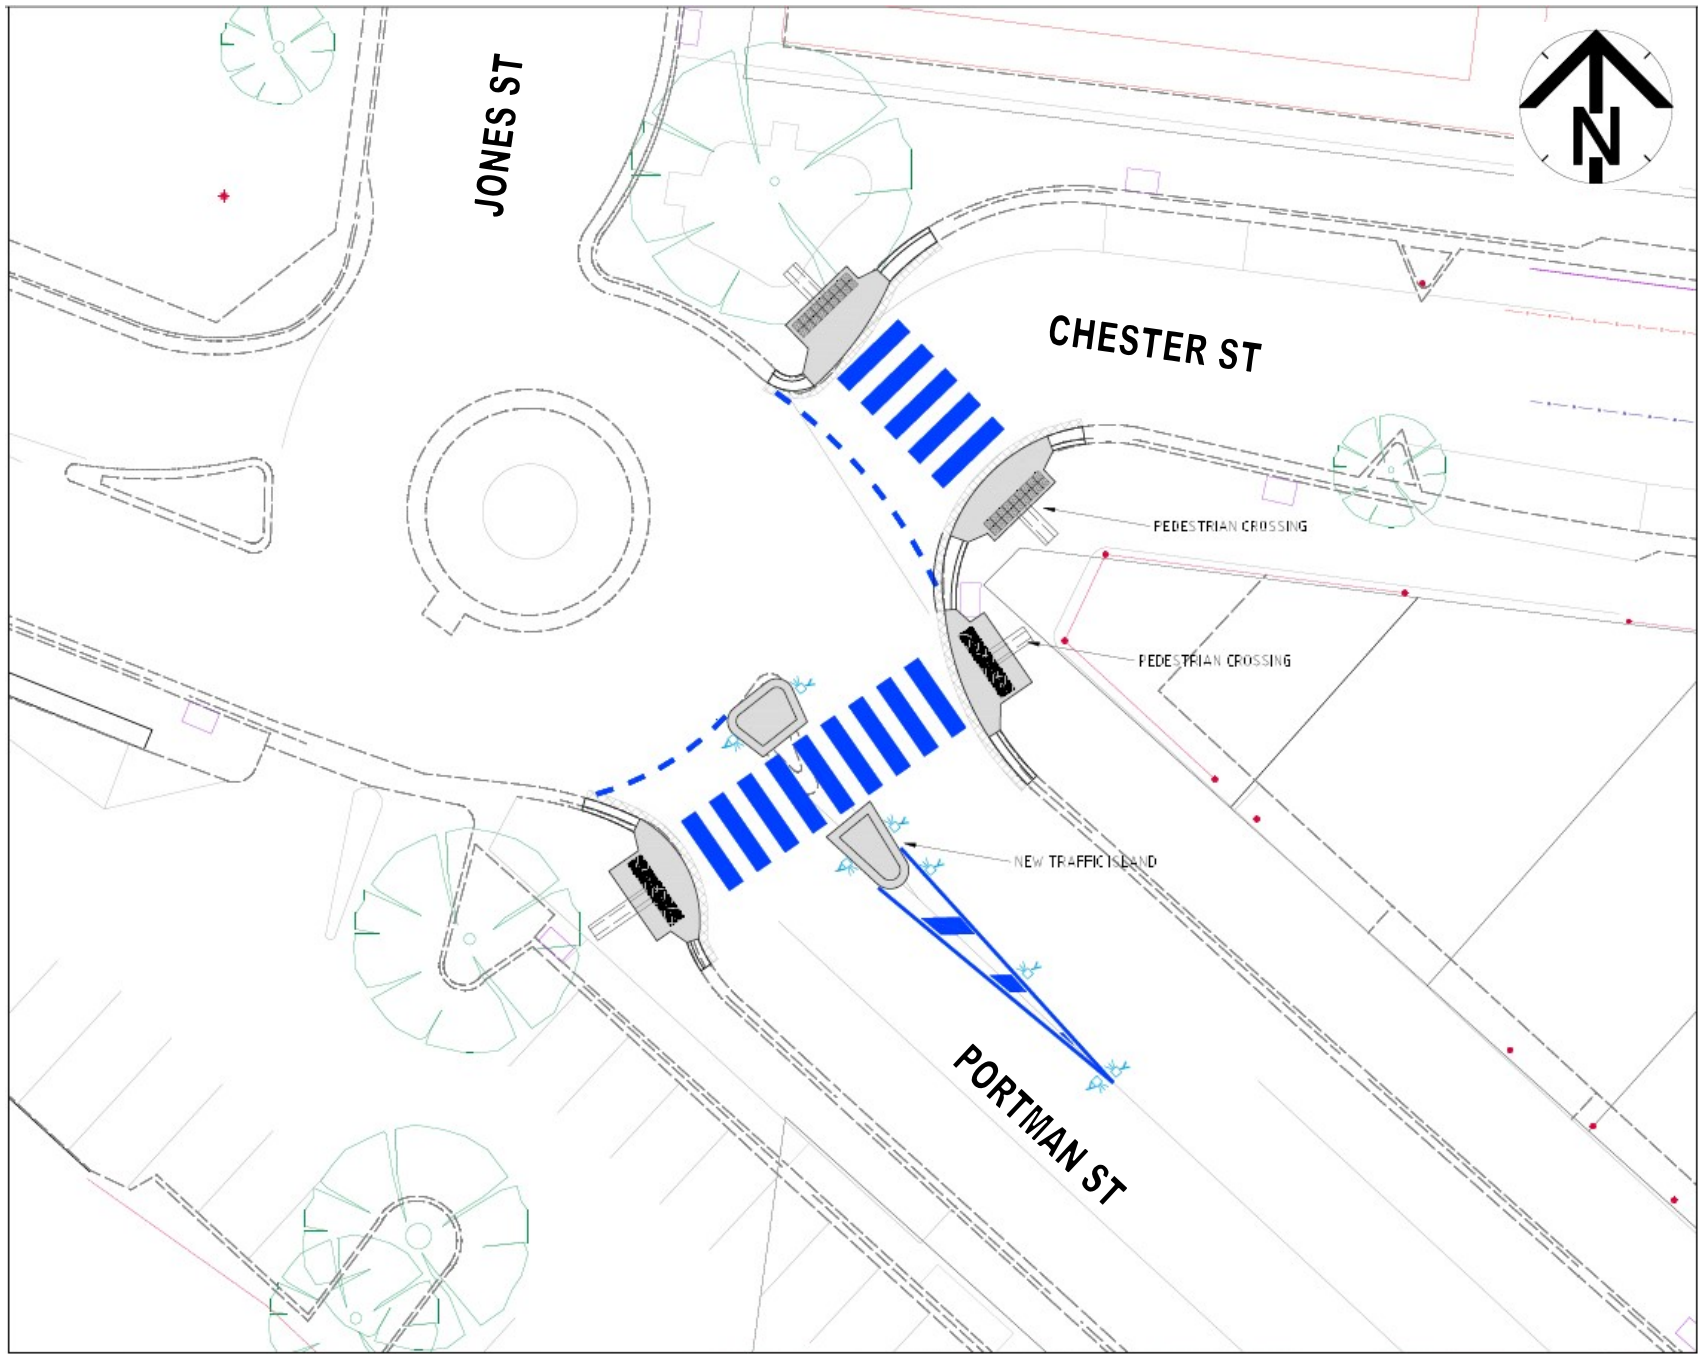 JONES ST
N
CHESTER ST
PEDESTRIAN CROSSING
PEDESTRIAN CROSSING
NEW TRAFFIC ISLAND
PORTMAN ST